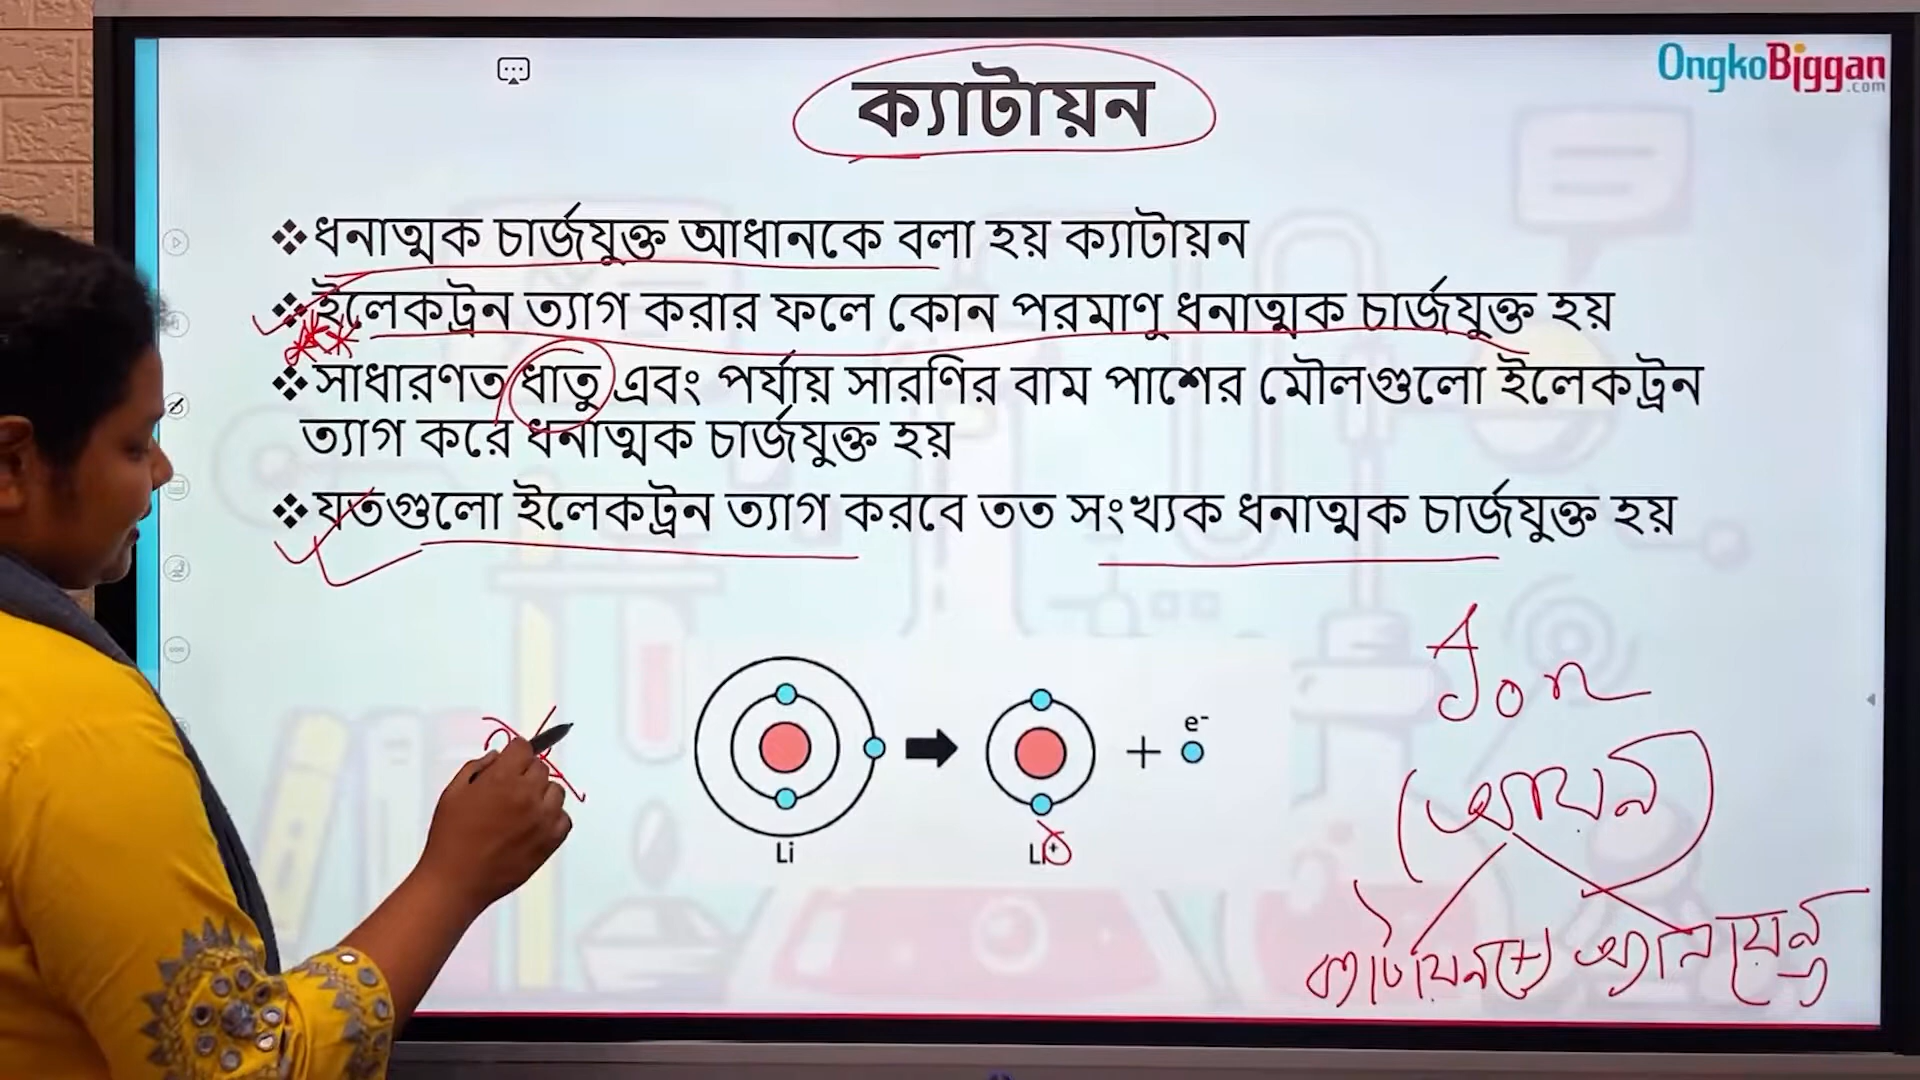 OngkoBiggan
.com
ক্যাটায়ন
❖ধনাত্মক চার্জযুক্ত আধানকে বলা হয় ক্যাটায়ন
❖ইলেকট্রন ত্যাগ করার ফলে কোন পরমাণু ধনাত্মক চার্জযুক্ত হয়
❖সাধারণত ধাতু এবং পর্যায় সারণির বাম পাশের মৌলগুলো ইলেকট্রন
ত্যাগ করে ধনাত্মক চার্জযুক্ত হয়
❖যতগুলো ইলেকট্রন ত্যাগ করবে তত সংখ্যক ধনাত্মক চার্জযুক্ত হয়
Ion
(আয়ন)
ক্যাটায়ন(+) অ্যানায়ন
+ e-
Li
Li+